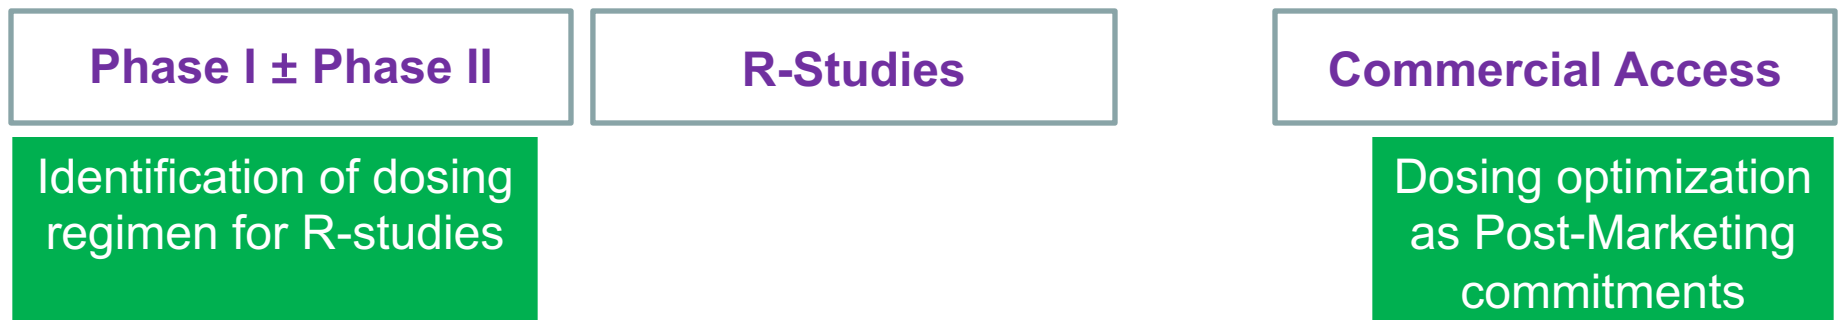 Phase I ± Phase II
R-Studies
Commercial Access
Identification of dosing
regimen for R-studies
Dosing optimization
as Post-Marketing
commitments